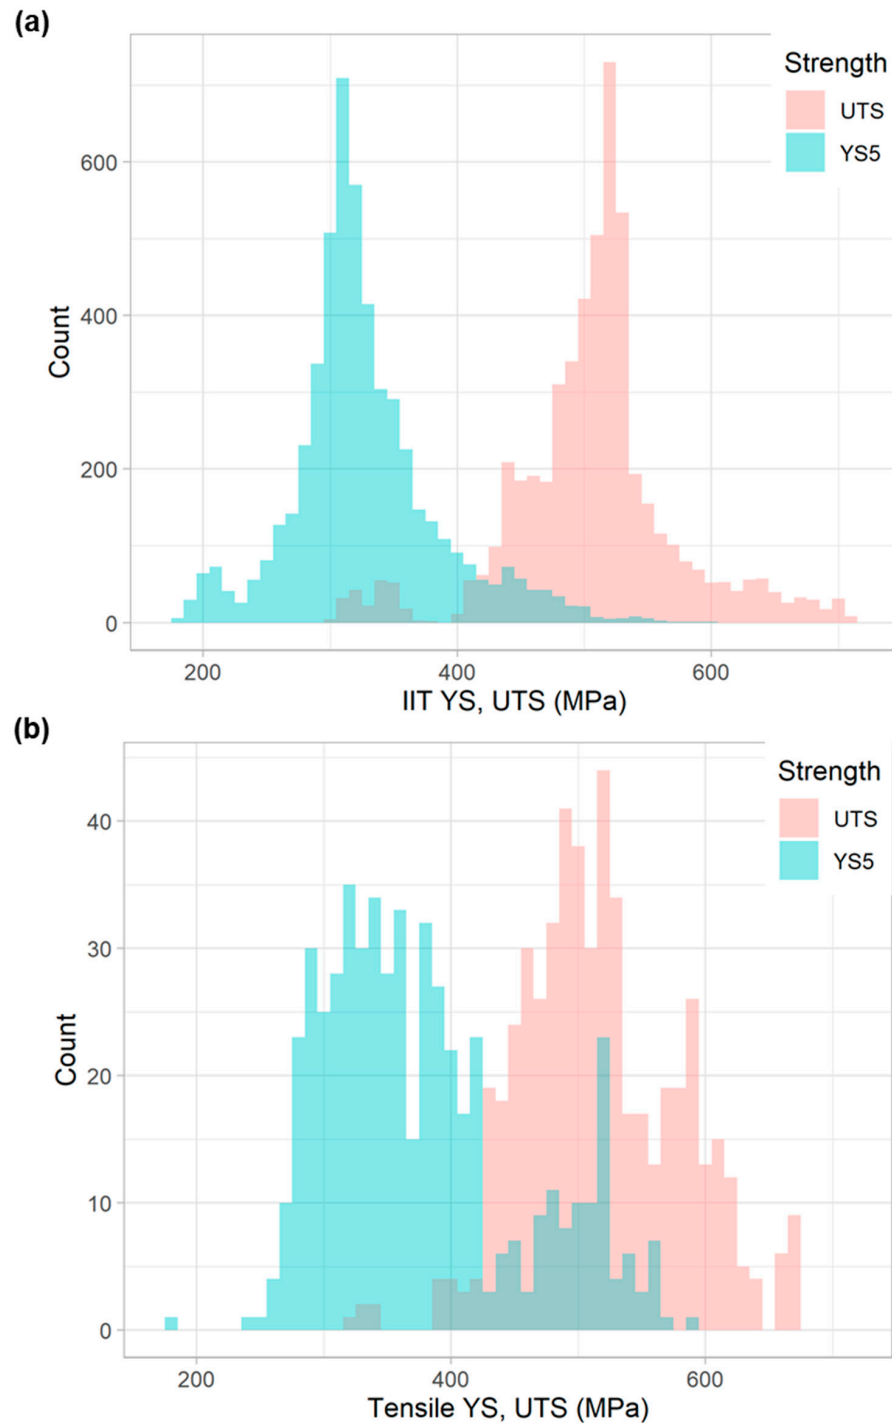 (a)
Strength
UTS
YS5
600
400
200
0
Count
200 400 600
IIT YS, UTS (MPa)
(b)
Strength
UTS
YS5
40
30
20
10
0
Count
200 400 600
Tensile YS, UTS (MPa)